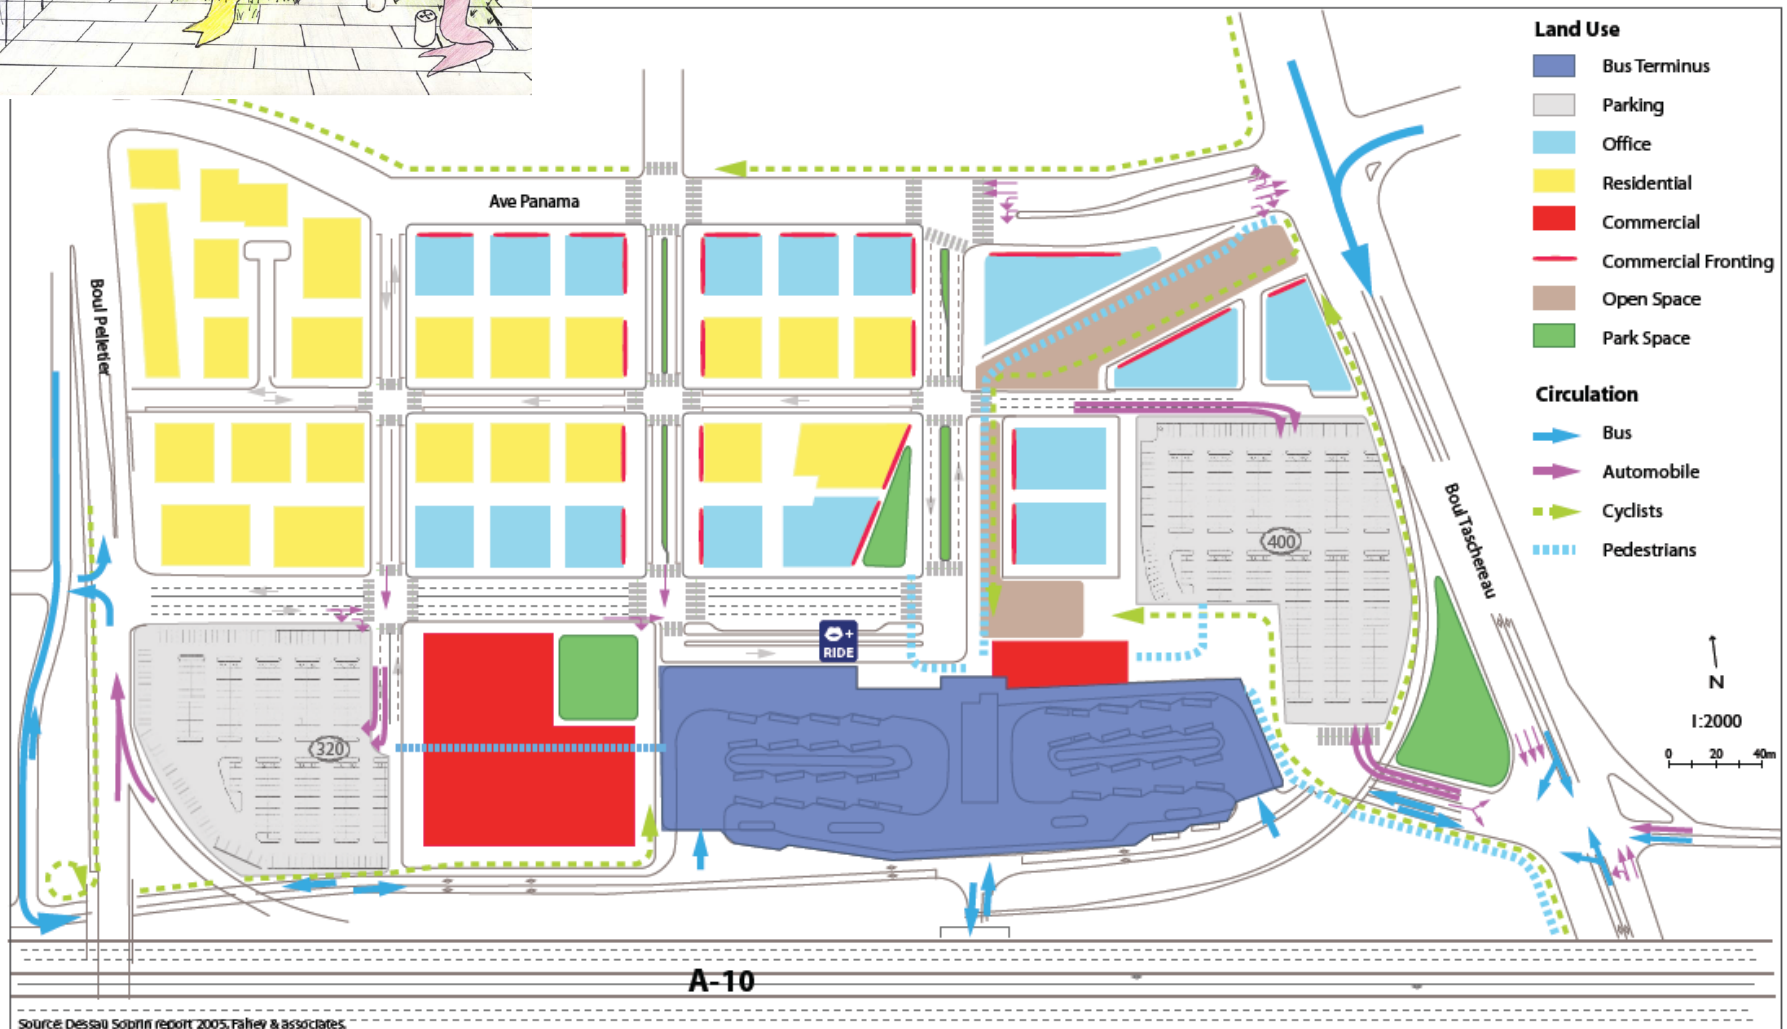 Land Use
Bus Terminus
Parking
Office
Residential
Commercial
Commercial Fronting
Open Space
Park Space
Circulation
Bus
Automobile
Cyclists
Pedestrians
Ave Panama
Boul Pelletier
Boul Taschereau
400
320
+
RIDE
N
1:2000
0 20 40m
A-10
Source: Dessau Soprin report 2005, Fahey & associates.